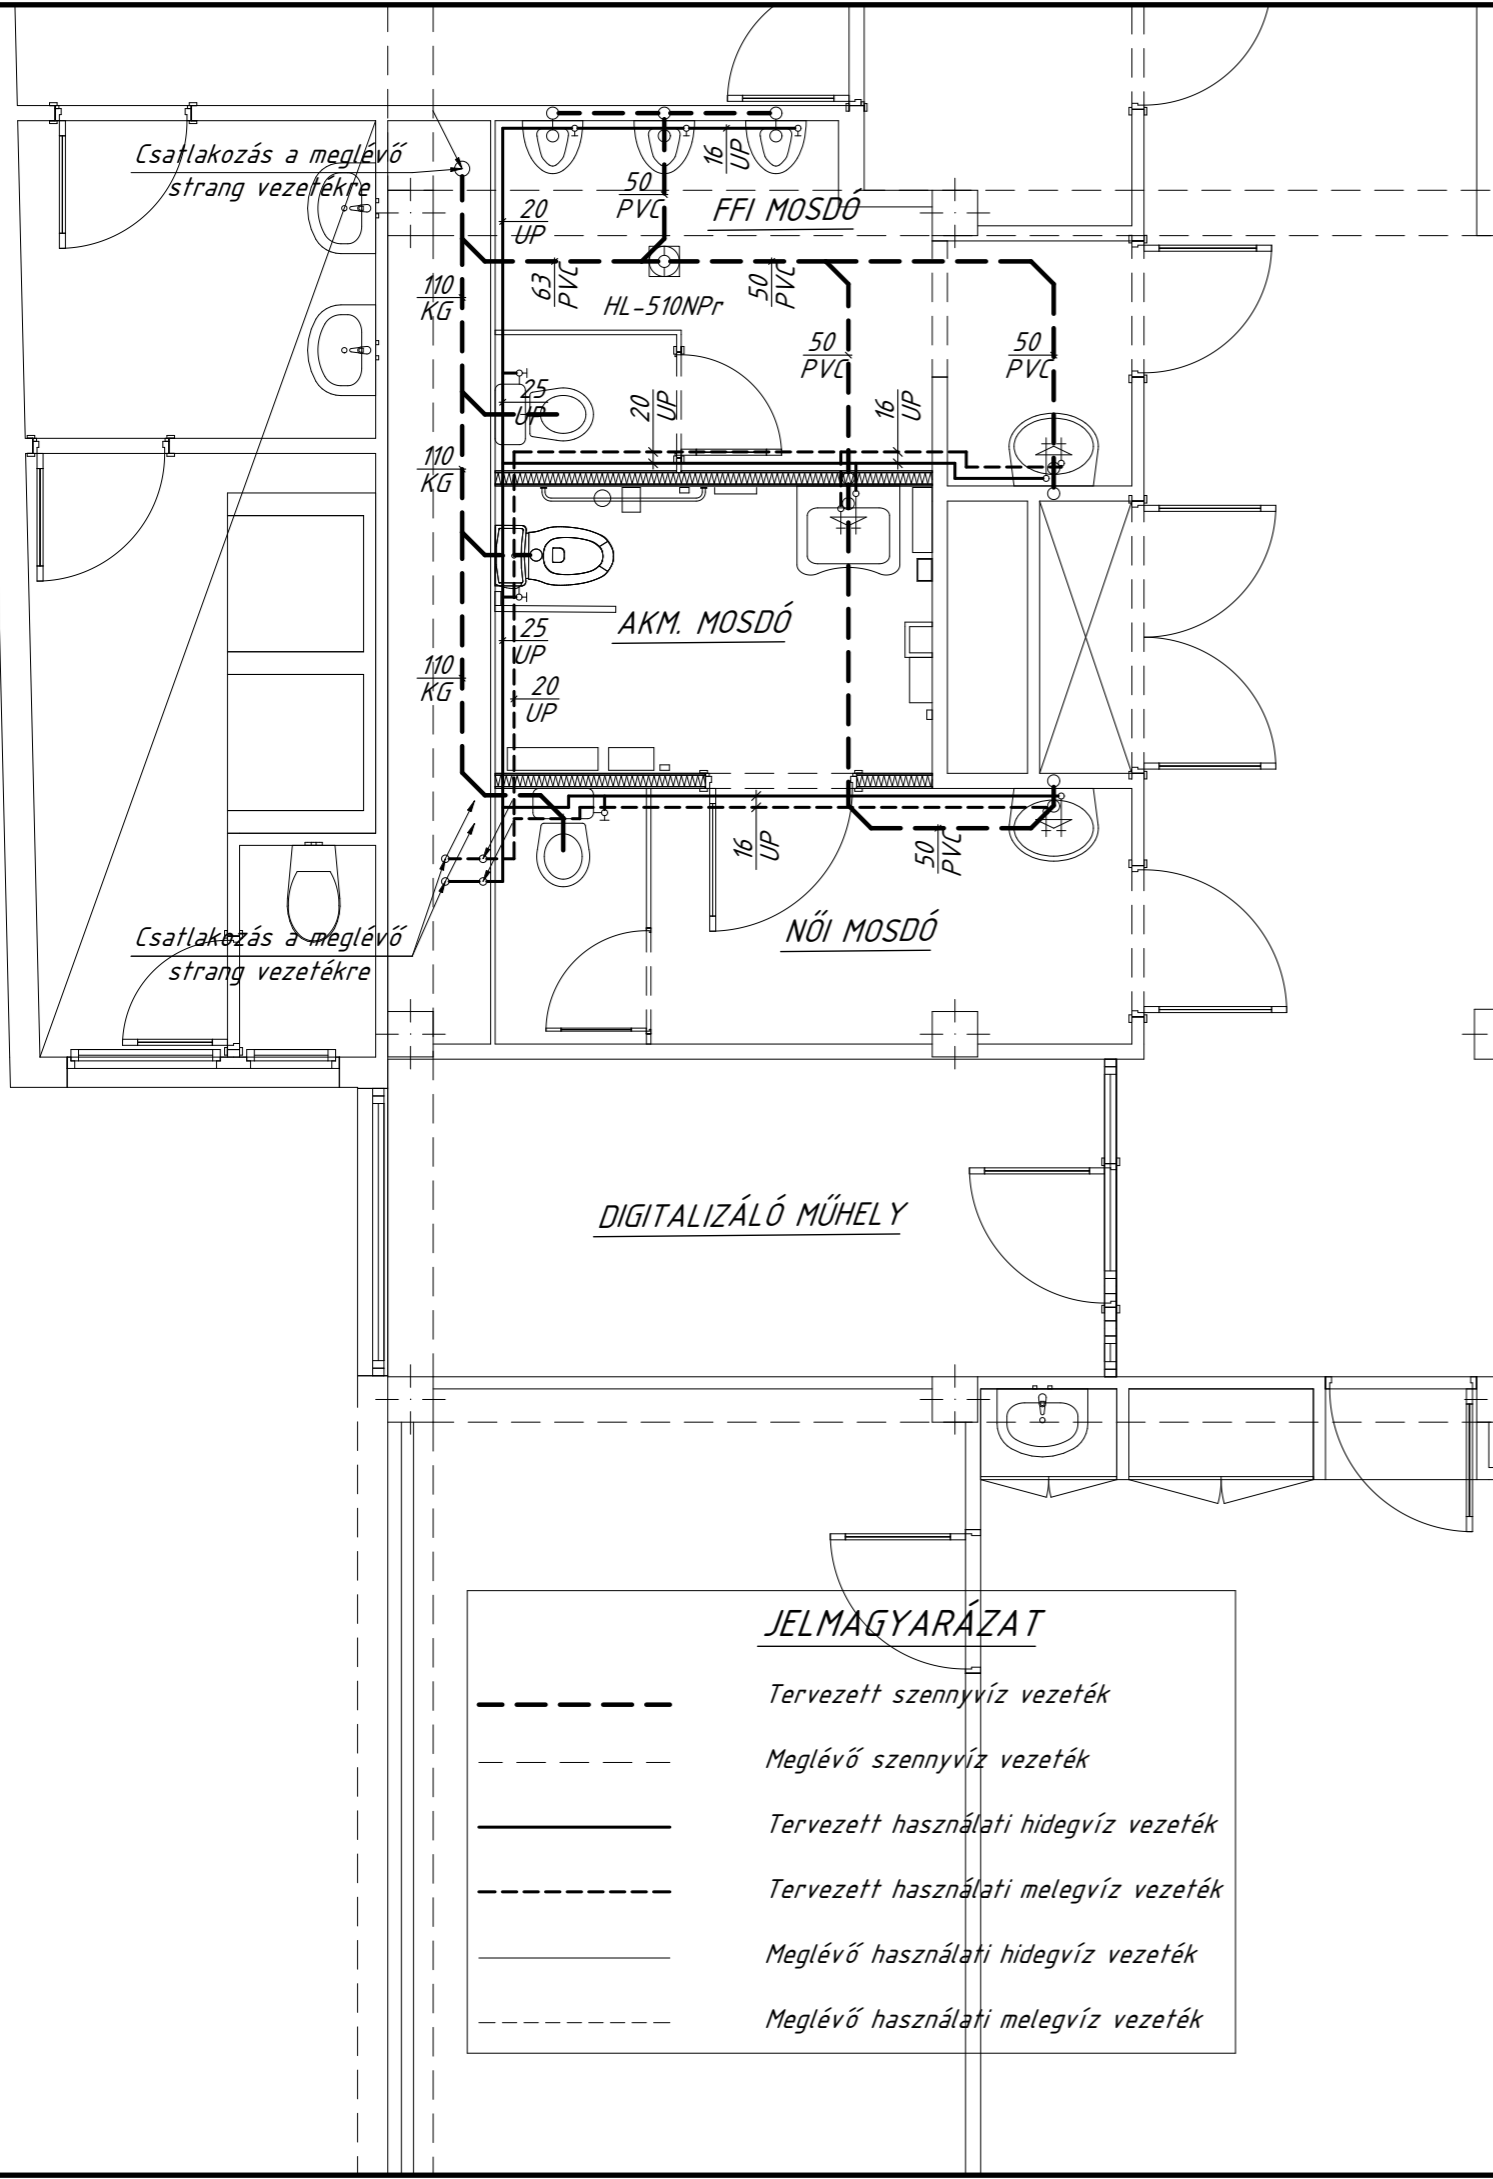 Csatlakozás a meglévő
strang vezetékre
16
UP
50
PVC
FFI MOSDÓ
20
UP
63
PVC
50
PVC
110
KG
HL-510NPr
50
PVC
50
PVC
25
UP
20
UP
16
UP
110
KG
AKM. MOSDÓ
25
UP
110
KG
20
UP
16
UP
50
PVC
NŐI MOSDÓ
Csatlakozás a meglévő
strang vezetékre
DIGITALIZÁLÓ MŰHELY
JELMAGYARÁZAT
Tervezett szennyvíz vezeték
Meglévő szennyvíz vezeték
Tervezett használati hidegvíz vezeték
Tervezett használati melegvíz vezeték
Meglévő használati hidegvíz vezeték
Meglévő használati melegvíz vezeték